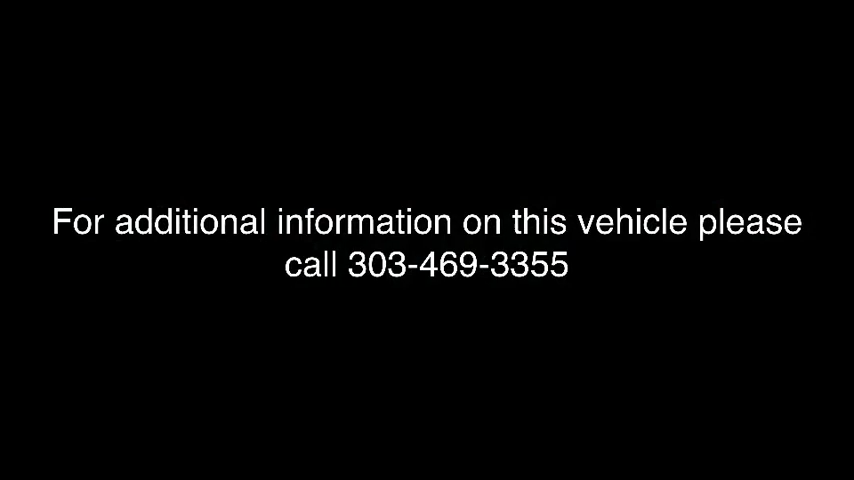 For additional information on this vehicle please
call 303-469-3355